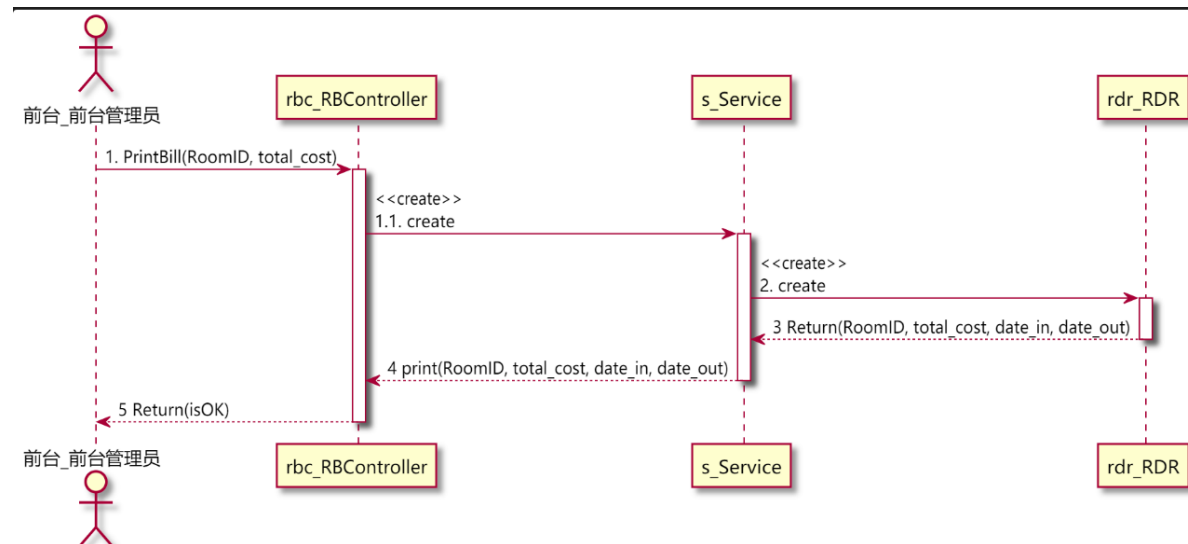 前台_前台管理员
rbc_RBController
s_Service
rdr_RDR
1. PrintBill(RoomID, total_cost)
<<create>>
1.1. create
<<create>>
2. create
3 Return(RoomID, total_cost, date_in, date_out)
4 print(RoomID, total_cost, date_in, date_out)
5 Return(isOK)
前台_前台管理员
rbc_RBController
s_Service
rdr_RDR